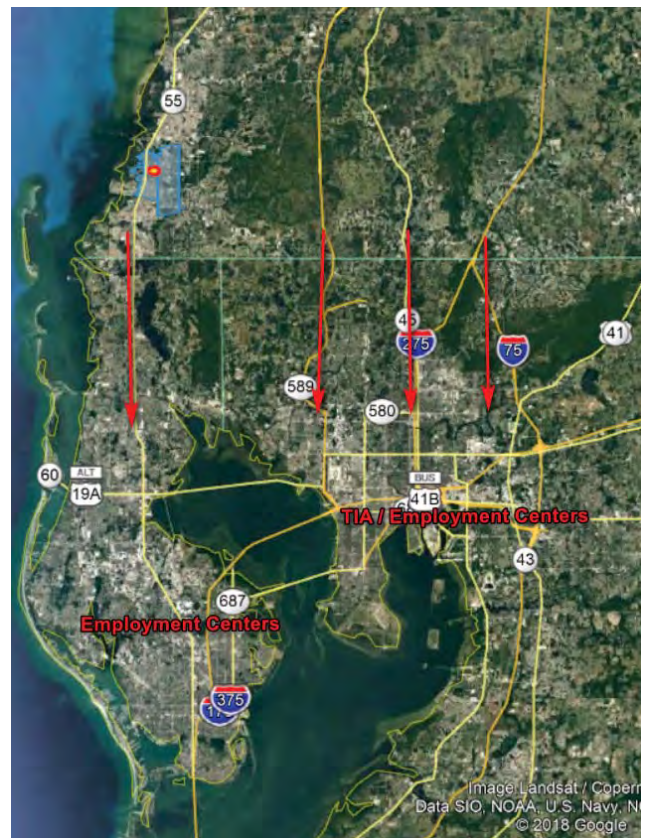 55
45
275
75
41
589
580
60
ALT
19A
BUS
41B
TIA / Employment Centers
43
687
Employment Centers
375
Image Landsat / Copern
Data SIO, NOAA, U.S. Navy, N
© 2018 Google